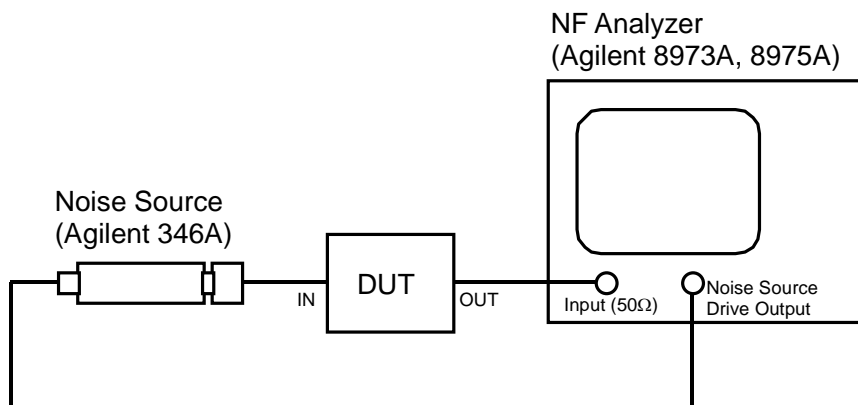 NF Analyzer
(Agilent 8973A, 8975A)
Noise Source
(Agilent 346A)
IN
DUT
OUT
Input (50Ω)
Noise Source
Drive Output